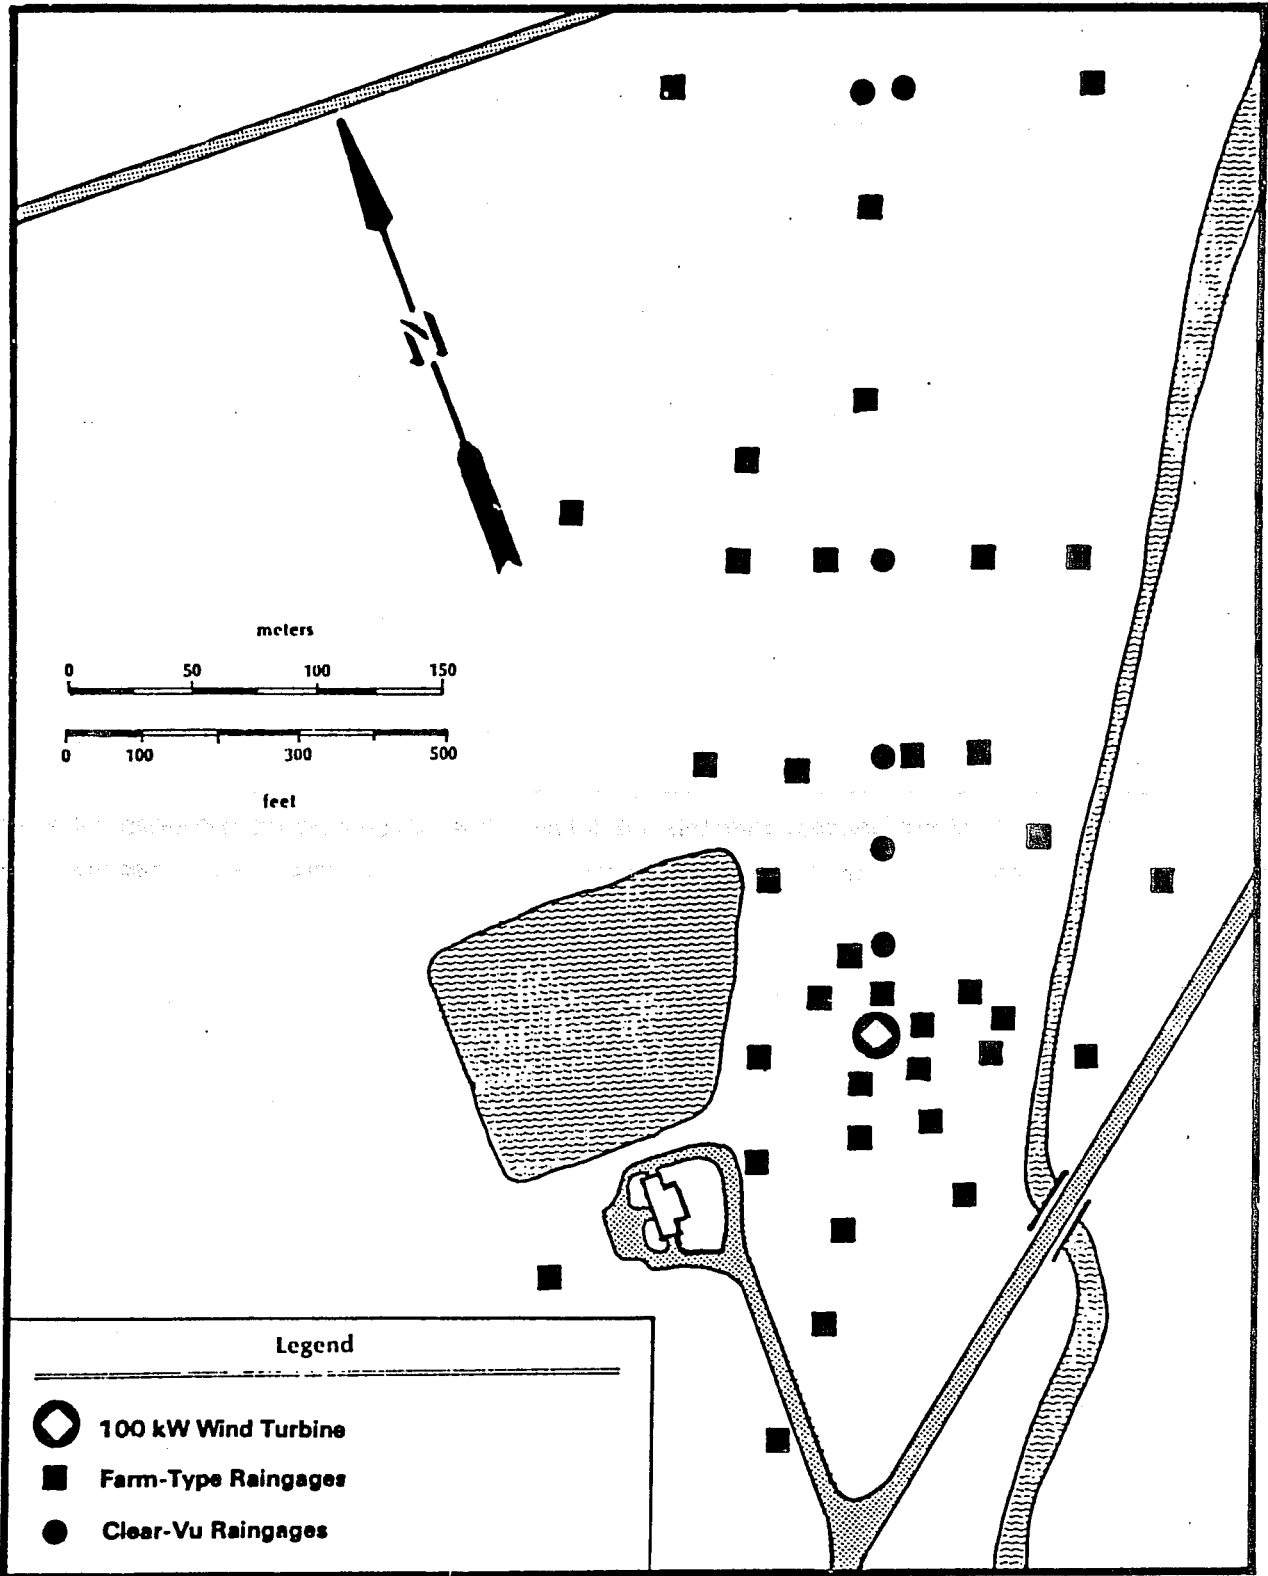 N
meters
0 50 100 150
0 100 300 500
feet
Legend
100 kW Wind Turbine
Farm-Type Raingages
Clear-Vu Raingages